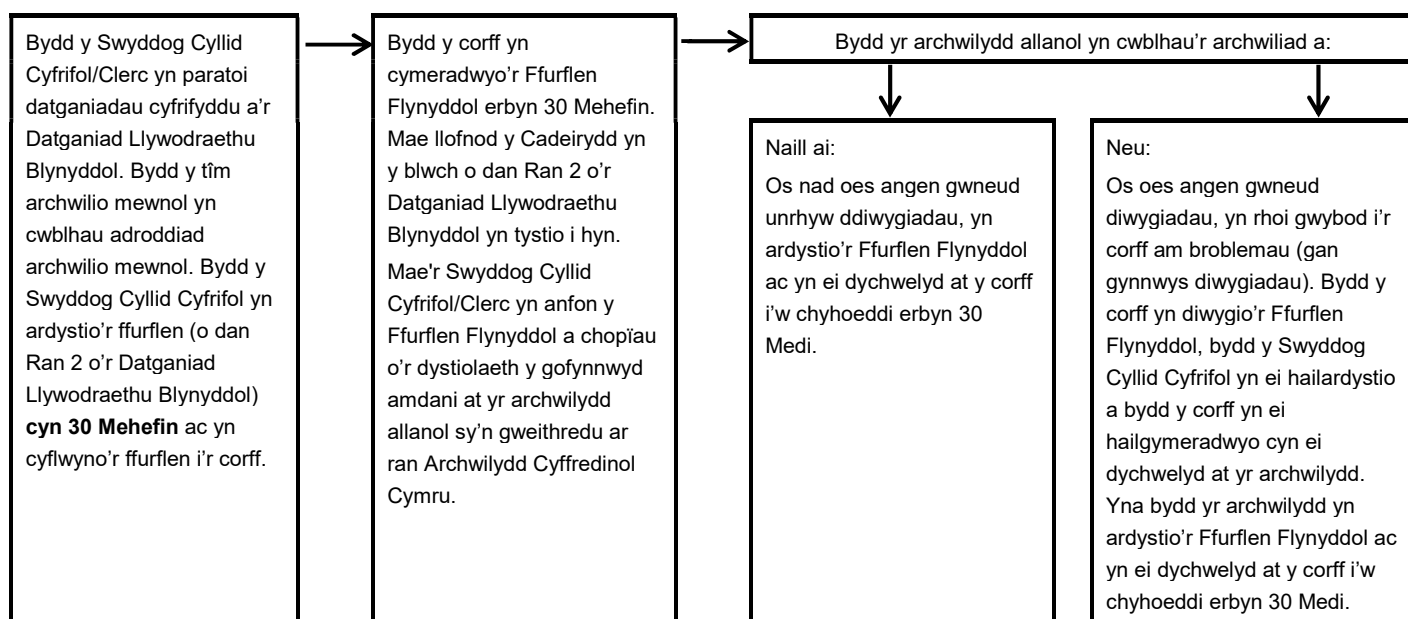 Bydd y Swyddog Cyllid
Cyfrifol/Clerc yn paratoi
datganiadau cyfrifyddu a'r
Datganiad Llywodraethu
Blynyddol. Bydd y tîm
archwilio mewnol yn
cwblhau adroddiad
archwilio mewnol. Bydd y
Swyddog Cyllid Cyfrifol yn
ardystio'r ffurflen (o dan
Ran 2 o'r Datganiad
Llywodraethu Blynyddol)
cyn 30 Mehefin ac yn
cyflwyno'r ffurflen i'r corff.
Bydd y corff yn
cymeradwyo'r Ffurflen
Flynyddol erbyn 30 Mehefin.
Mae llofnod y Cadeirydd yn
y blwch o dan Ran 2 o'r
Datganiad Llywodraethu
Blynyddol yn tystio i hyn.
Mae'r Swyddog Cyllid
Cyfrifol/Clerc yn anfon y
Ffurflen Flynyddol a chopïau
o'r dystiolaeth y gofynnwyd
amdani at yr archwilydd
allanol sy'n gweithredu ar
ran Archwilydd Cyffredinol
Cymru.
Bydd yr archwilydd allanol yn cwblhau'r archwiliad a:
Naill ai:
Os nad oes angen gwneud
unrhyw ddiwygiadau, yn
ardystio'r Ffurflen Flynyddol
ac yn ei dychwelyd at y corff
i'w chyhoeddi erbyn 30
Medi.
Neu:
Os oes angen gwneud
diwygiadau, yn rhoi gwybod i'r
corff am broblemau (gan
gynnwys diwygiadau). Bydd y
corff yn diwygio'r Ffurflen
Flynyddol, bydd y Swyddog
Cyllid Cyfrifol yn ei hailardystio
a bydd y corff yn ei
hailgymeradwyo cyn ei
dychwelyd at yr archwilydd.
Yna bydd yr archwilydd yn
ardystio'r Ffurflen Flynyddol ac
yn ei dychwelyd at y corff i'w
chyhoeddi erbyn 30 Medi.